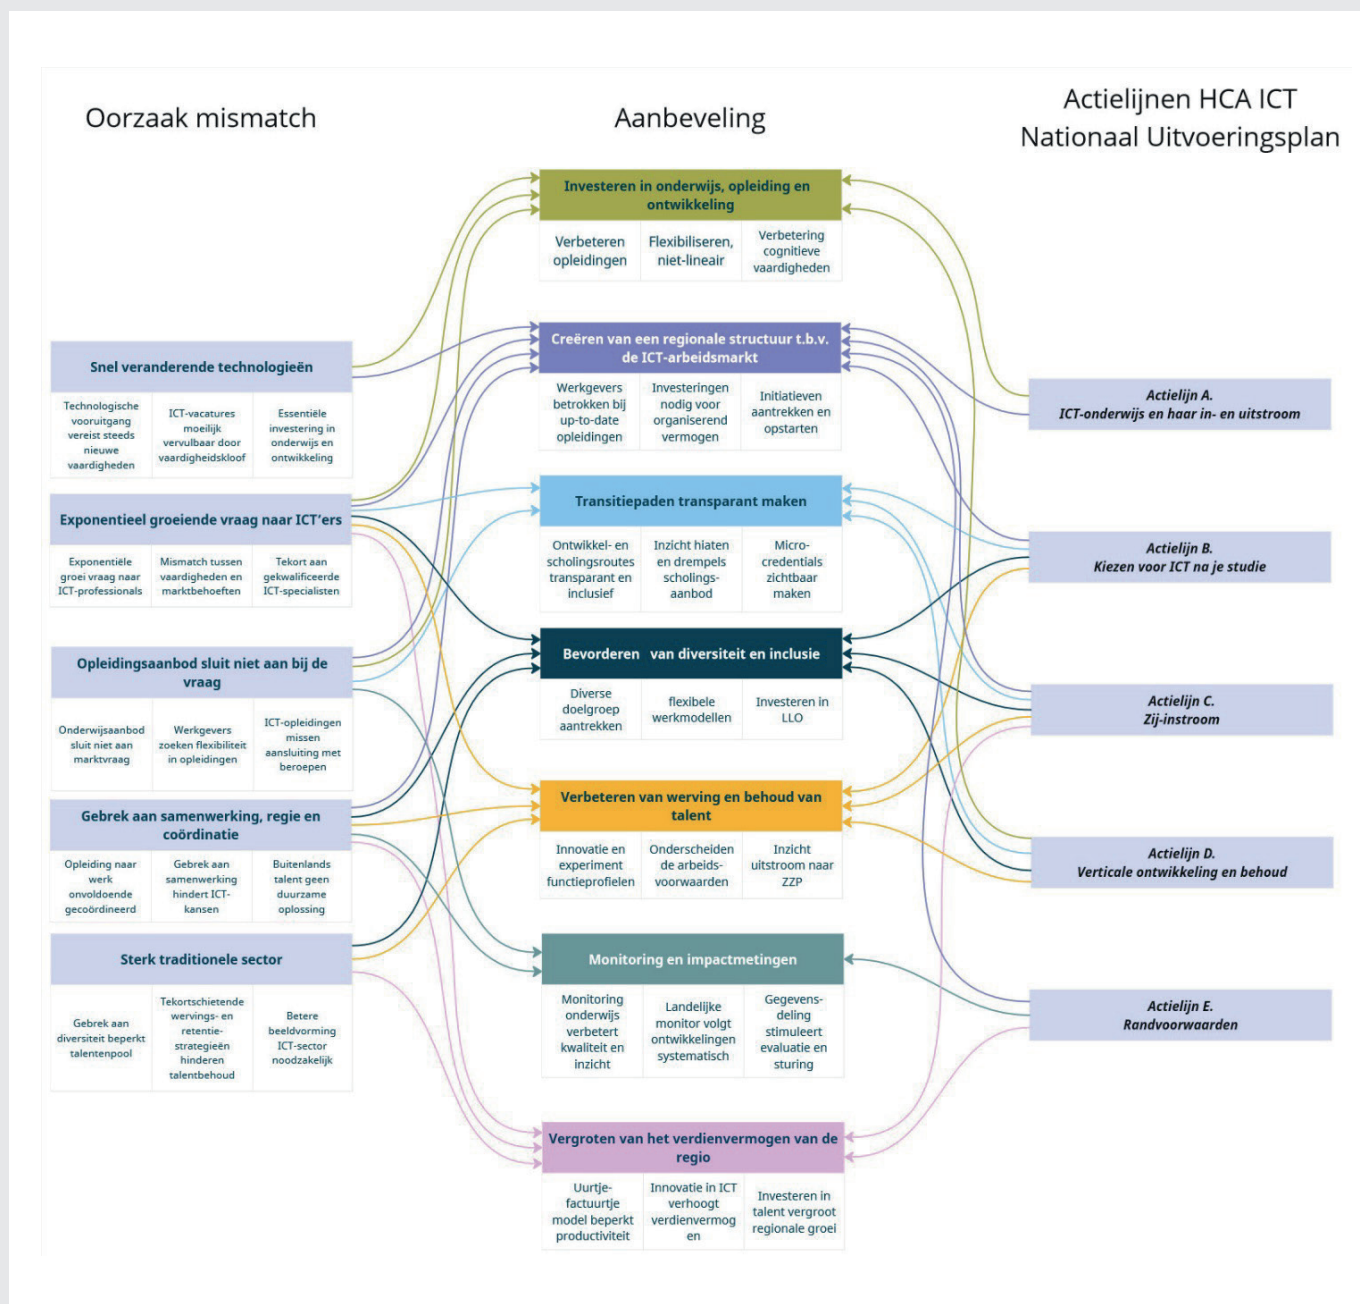 Oorzaak mismatch
Aanbeveling
Actielijnen HCA ICT
Nationaal Uitvoeringsplan
Snel veranderende technologieën
Technologische
vooruitgang
vereist steeds
nieuwe
vaardigheden
ICT-vacatures
moeilijk
vervulbaar door
vaardigheidskloof
Essentiële
investering in
onderwijs en
ontwikkeling
Exponentieel groeiende vraag naar ICT'ers
Exponentiële
groei vraag naar
ICT-professionals
Mismatch tussen
vaardigheden en
marktbehoeften
Tekort aan
gekwalificeerde
ICT-specialisten
Opleidingsaanbod sluit niet aan bij de
vraag
Onderwijsaanbod
sluit niet aan
marktvraag
Werkgevers
zoeken flexibiliteit
in opleidingen
ICT-opleidingen
missen
aansluiting met
beroepen
Gebrek aan samenwerking, regie en
coördinatie
Opleiding naar
werk
onvoldoende
gecoördineerd
Gebrek aan
samenwerking
hindert ICT-
kansen
Buitenlands
talent geen
duurzame
oplossing
Sterk traditionele sector
Gebrek aan
diversiteit beperkt
talentenpool
Tekortschietende
wervings- en
retentie-
strategieën
hinderen
talentbehoud
Betere
beeldvorming
ICT-sector
noodzakelijk
Investeren in onderwijs, opleiding en
ontwikkeling
Verbeteren
opleidingen
Flexibiliseren,
niet-lineair
Verbetering
cognitieve
vaardigheden
Creëren van een regionale structuur t.b.v.
de ICT-arbeidsmarkt
Werkgevers
betrokken bij
up-to-date
opleidingen
Investeringen
nodig voor
organiserend
vermogen
Initiatieven
aantrekken en
opstarten
Transitiepaden transparant maken
Ontwikkel- en
scholingsroutes
transparant en
inclusief
Inzicht hiaten
en drempels
scholings-
aanbod
Micro-
credentials
zichtbaar
maken
Bevorderen van diversiteit en inclusie
Diverse
doelgroep
aantrekken
flexibele
werkmodellen
Investeren in
LLO
Verbeteren van werving en behoud van
talent
Innovatie en
experiment
functieprofielen
Onderscheiden
de arbeids-
voorwaarden
Inzicht
uitstroom naar
ZZP
Monitoring en impactmetingen
Monitoring
onderwijs
verbetert
kwaliteit en
inzicht
Landelijke
monitor volgt
ontwikkelingen
systematisch
Gegevens-
deling
stimuleert
evaluatie en
sturing
Vergroten van het verdienvermogen van de
regio
Uurtje-
factuurtje
model beperkt
productiviteit
Innovatie in ICT
verhoogt
verdienvermog
en
Investeren in
talent vergroot
regionale groei
Actielijn A.
ICT-onderwijs en haar in- en uitstroom
Actielijn B.
Kiezen voor ICT na je studie
Actielijn C.
Zij-instroom
Actielijn D.
Verticale ontwikkeling en behoud
Actielijn E.
Randvoorwaarden